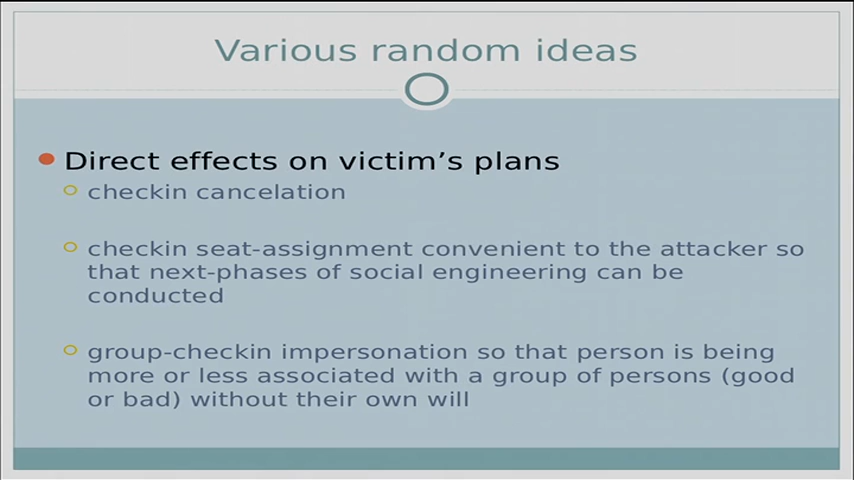 Various random ideas
Direct effects on victim's plans
checkin cancelation
checkin seat-assignment convenient to the attacker so
that next-phases of social engineering can be
conducted
group-checkin impersonation so that person is being
more or less associated with a group of persons (good
or bad) without their own will